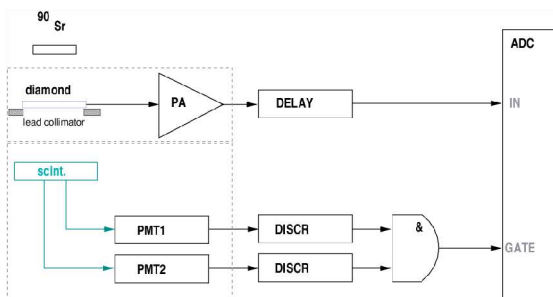 90
Sr
ADC
diamond
PA
DELAY
IN
lead collimator
scint.
PMT1
DISCR
&
GATE
PMT2
DISCR